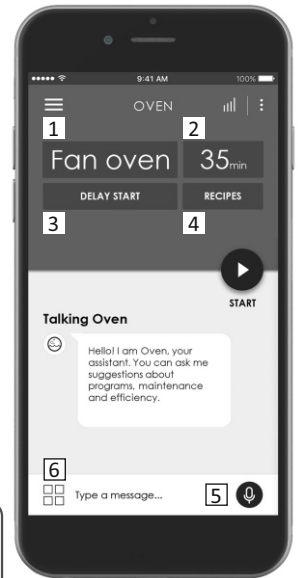 9:41 AM 100%
OVEN
1 2
Fan oven 35min
DELAY START RECIPES
3 4
START
Talking Oven
Hello! I am Oven, your
assistant. You can ask me
suggestions about
programs, maintenance
and efficiency.
6
Type a message... 5